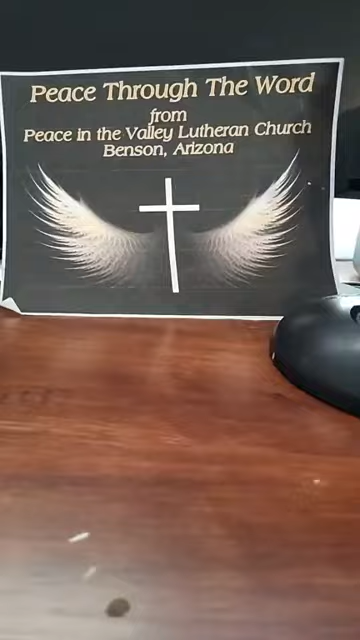 Peace Through The Word
from
Peace in the Valley Lutheran Church
Benson, Arizona